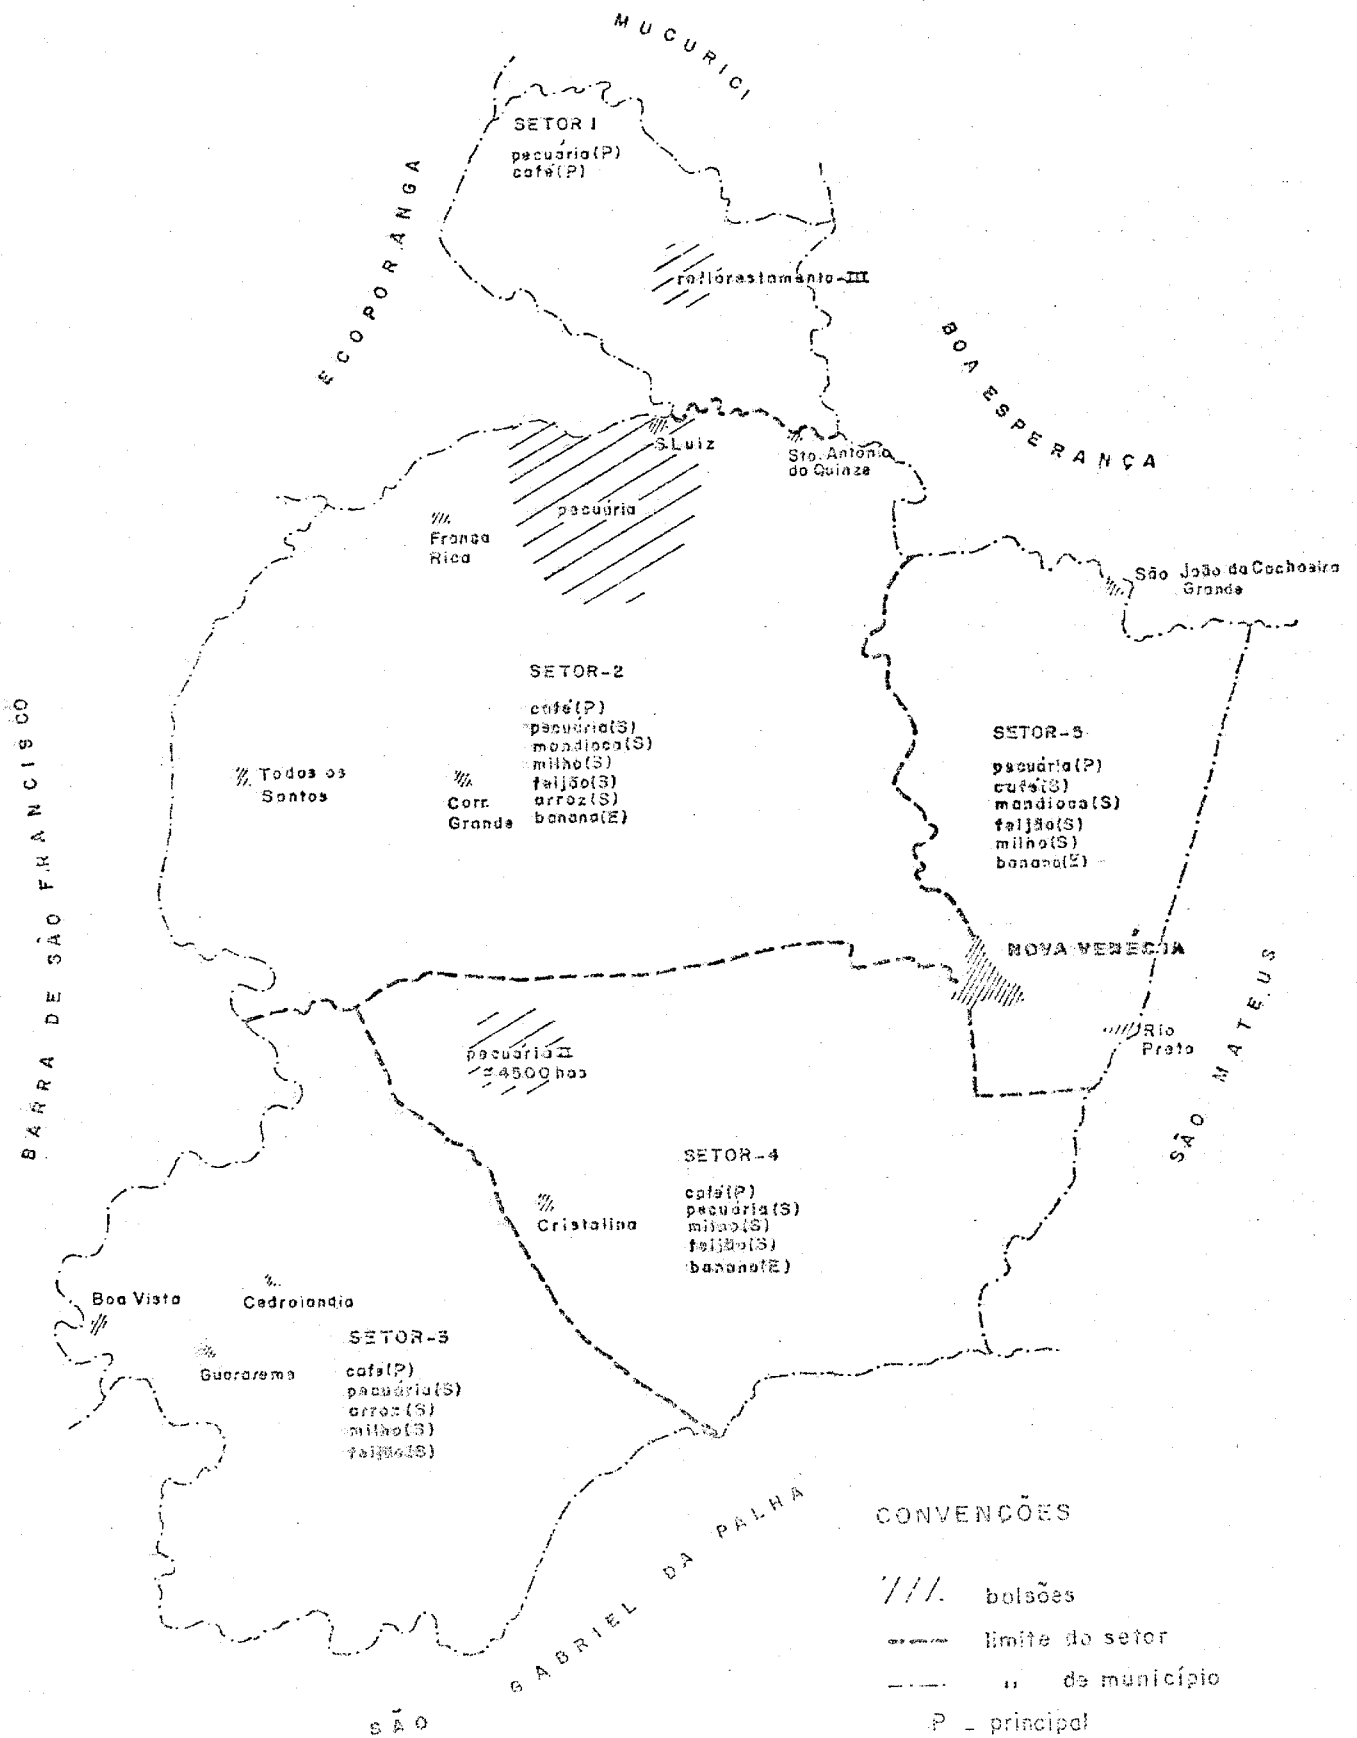 MUCURICI
SETOR 1
pecuária(P)
café(P)
ECOPORANGA
reflorestamento-III
BOA ESPERANÇA
S.Luiz
Sto. Antonio
do Quinze
pecuária
França
Rica
São João da Cachoeira
Grande
SETOR-2
café(P)
pecuária(S)
mandioca(S)
milho(S)
feijão(S)
arroz(S)
banana(E)
Todos os
Santos
Corr.
Grande
SETOR-5
pecuária(P)
café(S)
mandioca(S)
feijão(S)
milho(S)
banana(E)
BARRA DE SÃO FRANCISCO
NOVA VENÉCIA
SÃO MATEUS
Rio
Preto
pecuária II
= 4500 has
SETOR-4
café(P)
pecuária(S)
milho(S)
feijão(S)
banana(E)
Cristalina
Boa Vista
Cedrolandia
Guararema
SETOR-3
café(P)
pecuária(S)
arroz(S)
milho(S)
feijão(S)
SÃO GABRIEL DA PALHA
CONVENÇÕES
bolsões
limite do setor
" de município
P - principal